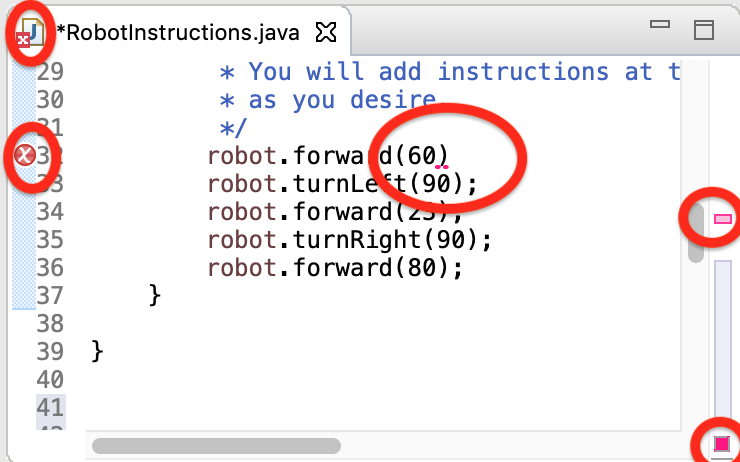 *RobotInstructions.java
29 * You will add instructions at t
30 * as you desire.
31 */
32 robot.forward(60)
33 robot.turnLeft(90);
34 robot.forward(25);
35 robot.turnRight(90);
36 robot.forward(80);
37 }
38
39 }
40
41